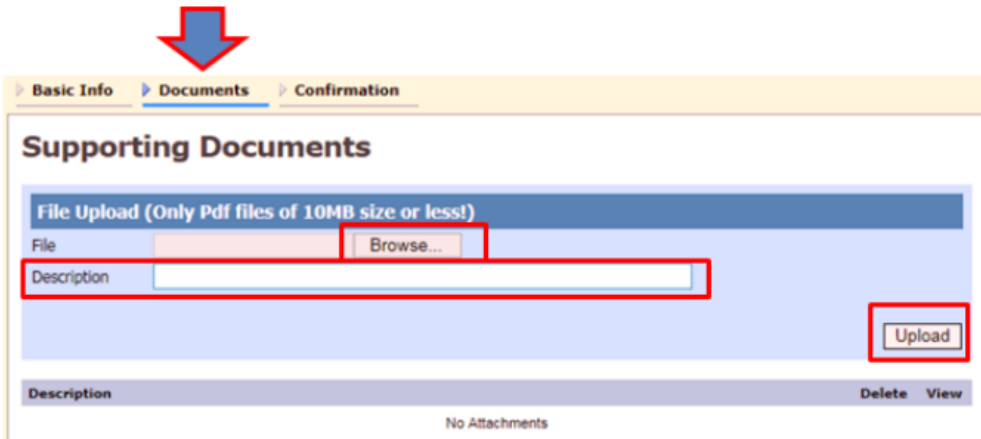 Basic Info Documents Confirmation
Supporting Documents
File Upload (Only Pdf files of 10MB size or less!)
File Browse...
Description
Upload
Description Delete View
No Attachments